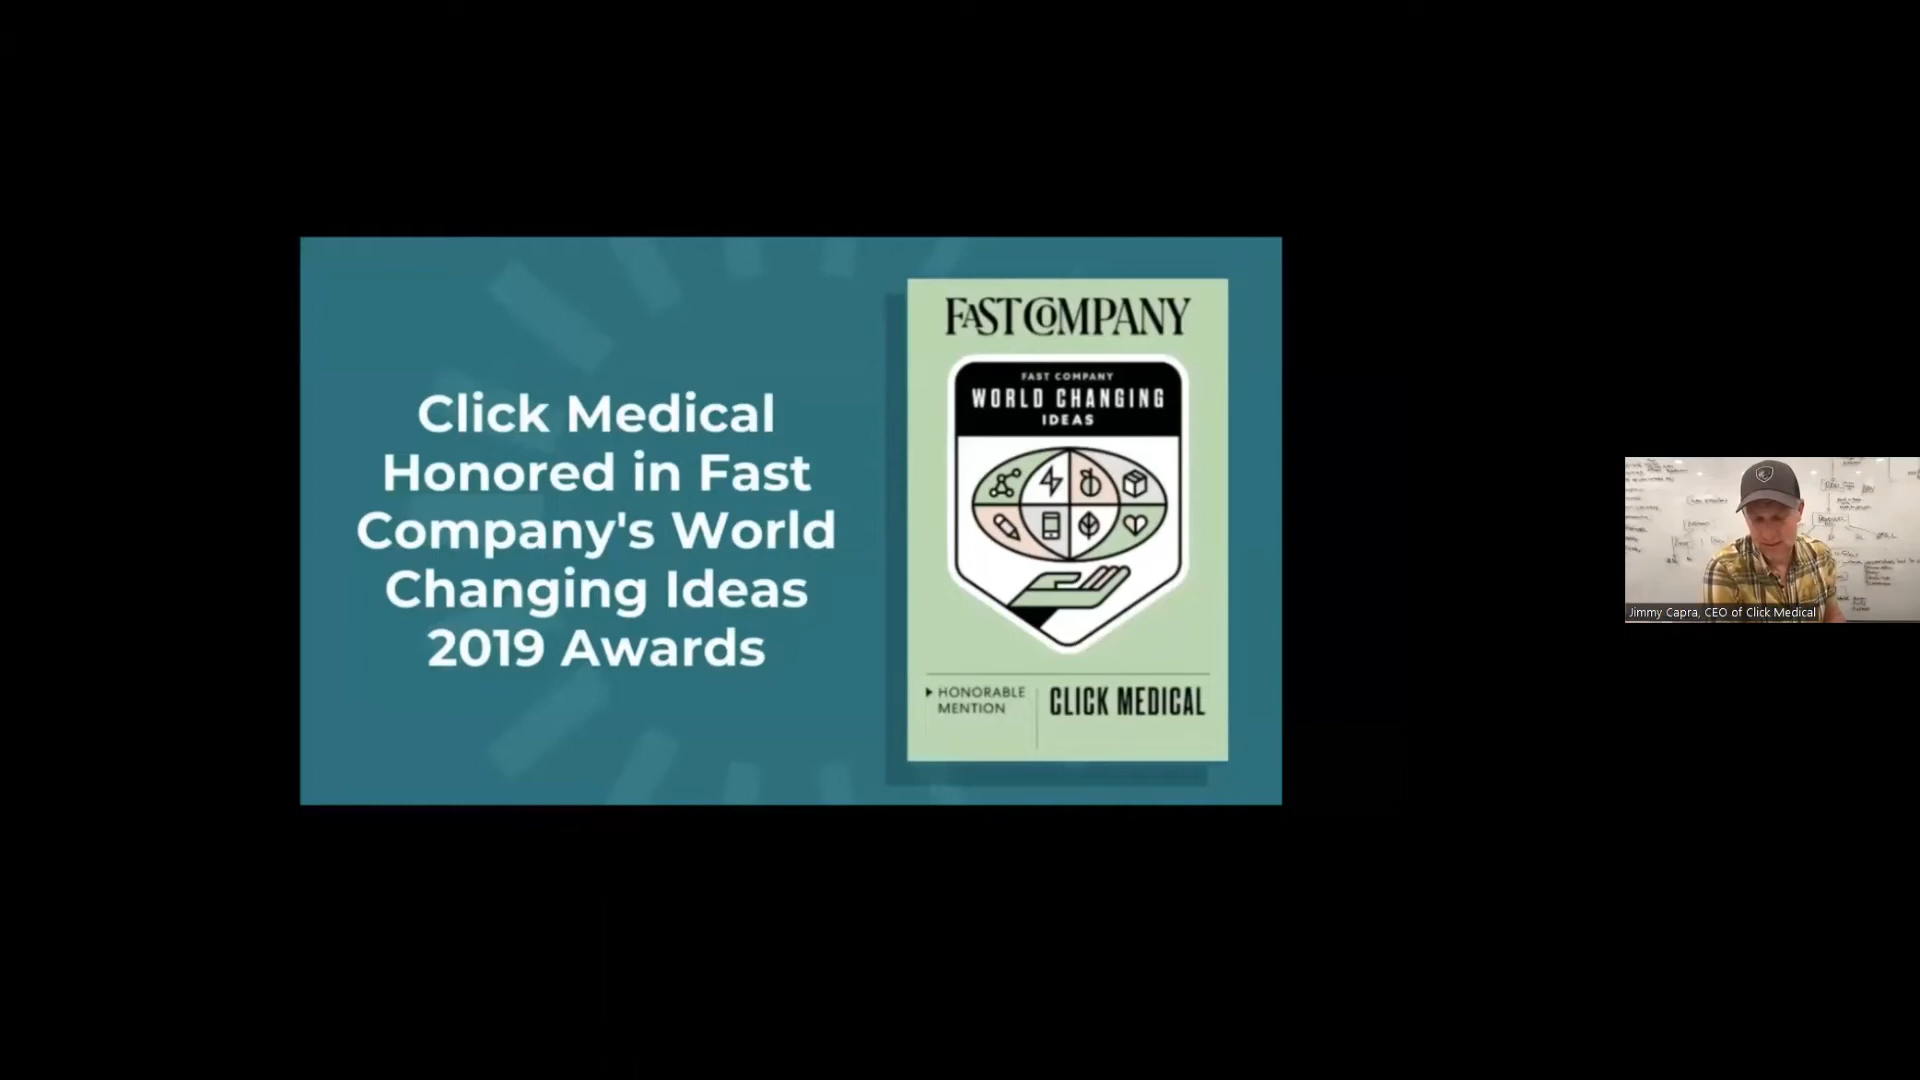 Click Medical
Honored in Fast
Company's World
Changing Ideas
2019 Awards
FAST COMPANY
FAST COMPANY
WORLD CHANGING
IDEAS
HONORABLE
MENTION
CLICK MEDICAL
Jimmy Capra, CEO of Click Medical